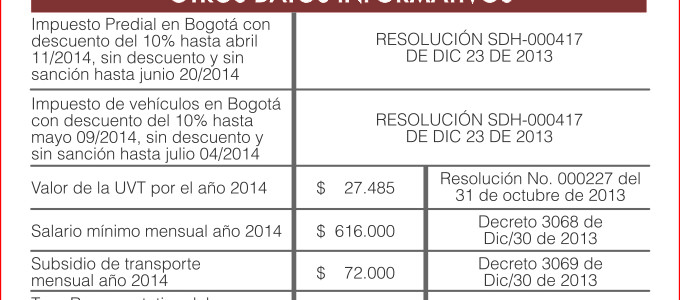 OTROS DATOS INFORMATIVOS
Impuesto Predial en Bogotá con
descuento del 10% hasta abril
11/2014, sin descuento y sin
sanción hasta junio 20/2014
RESOLUCIÓN SDH-000417
DE DIC 23 DE 2013
Impuesto de vehículos en Bogotá
con descuento del 10% hasta
mayo 09/2014, sin descuento y
sin sanción hasta julio 04/2014
RESOLUCIÓN SDH-000417
DE DIC 23 DE 2013
Valor de la UVT por el año 2014
$ 27.485
Resolución No. 000227 del
31 de octubre de 2013
Salario mínimo mensual año 2014
$ 616.000
Decreto 3068 de
Dic/30 de 2013
Subsidio de transporte
mensual año 2014
$ 72.000
Decreto 3069 de
Dic/30 de 2013